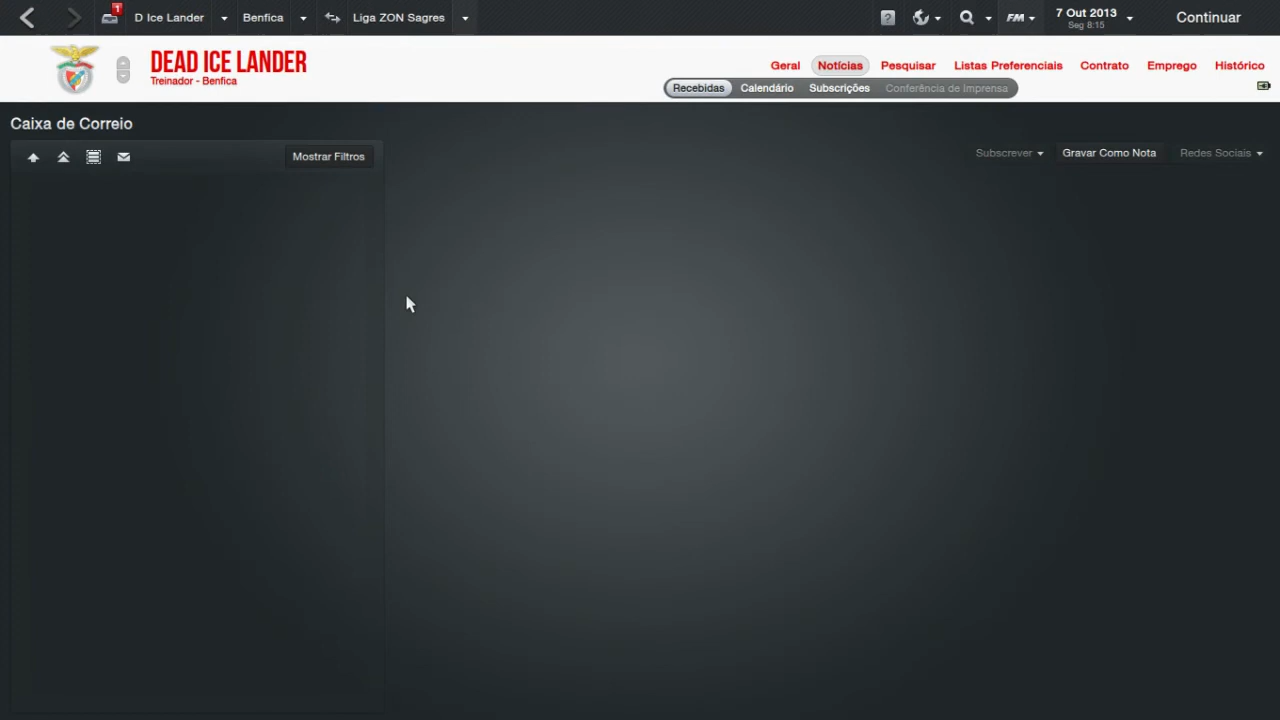 1
D Ice Lander
Benfica
Liga ZON Sagres
?
FM
7 Out 2013
Seg 8:15
Continuar
DEAD ICE LANDER
Treinador - Benfica
Geral
Notícias
Pesquisar
Listas Preferenciais
Contrato
Emprego
Histórico
Recebidas
Calendário
Subscrições
Conferência de Imprensa
Caixa de Correio
Mostrar Filtros
Subscrever
Gravar Como Nota
Redes Sociais